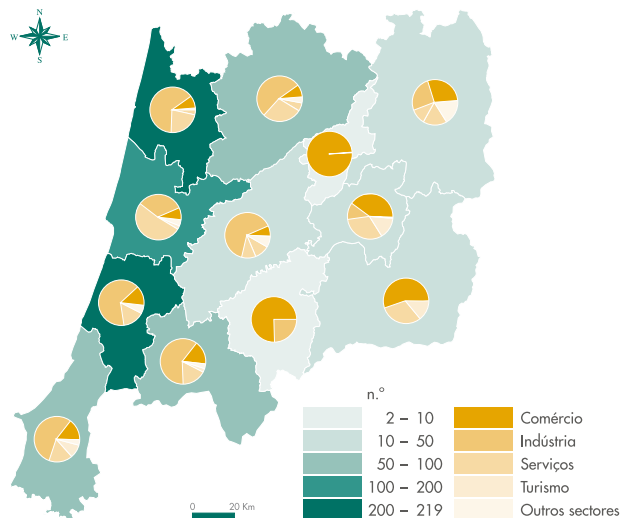 N
W E
S
n.º
2 – 10 Comércio
10 – 50 Indústria
50 – 100 Serviços
100 – 200 Turismo
200 – 219 Outros sectores
0 20 Km